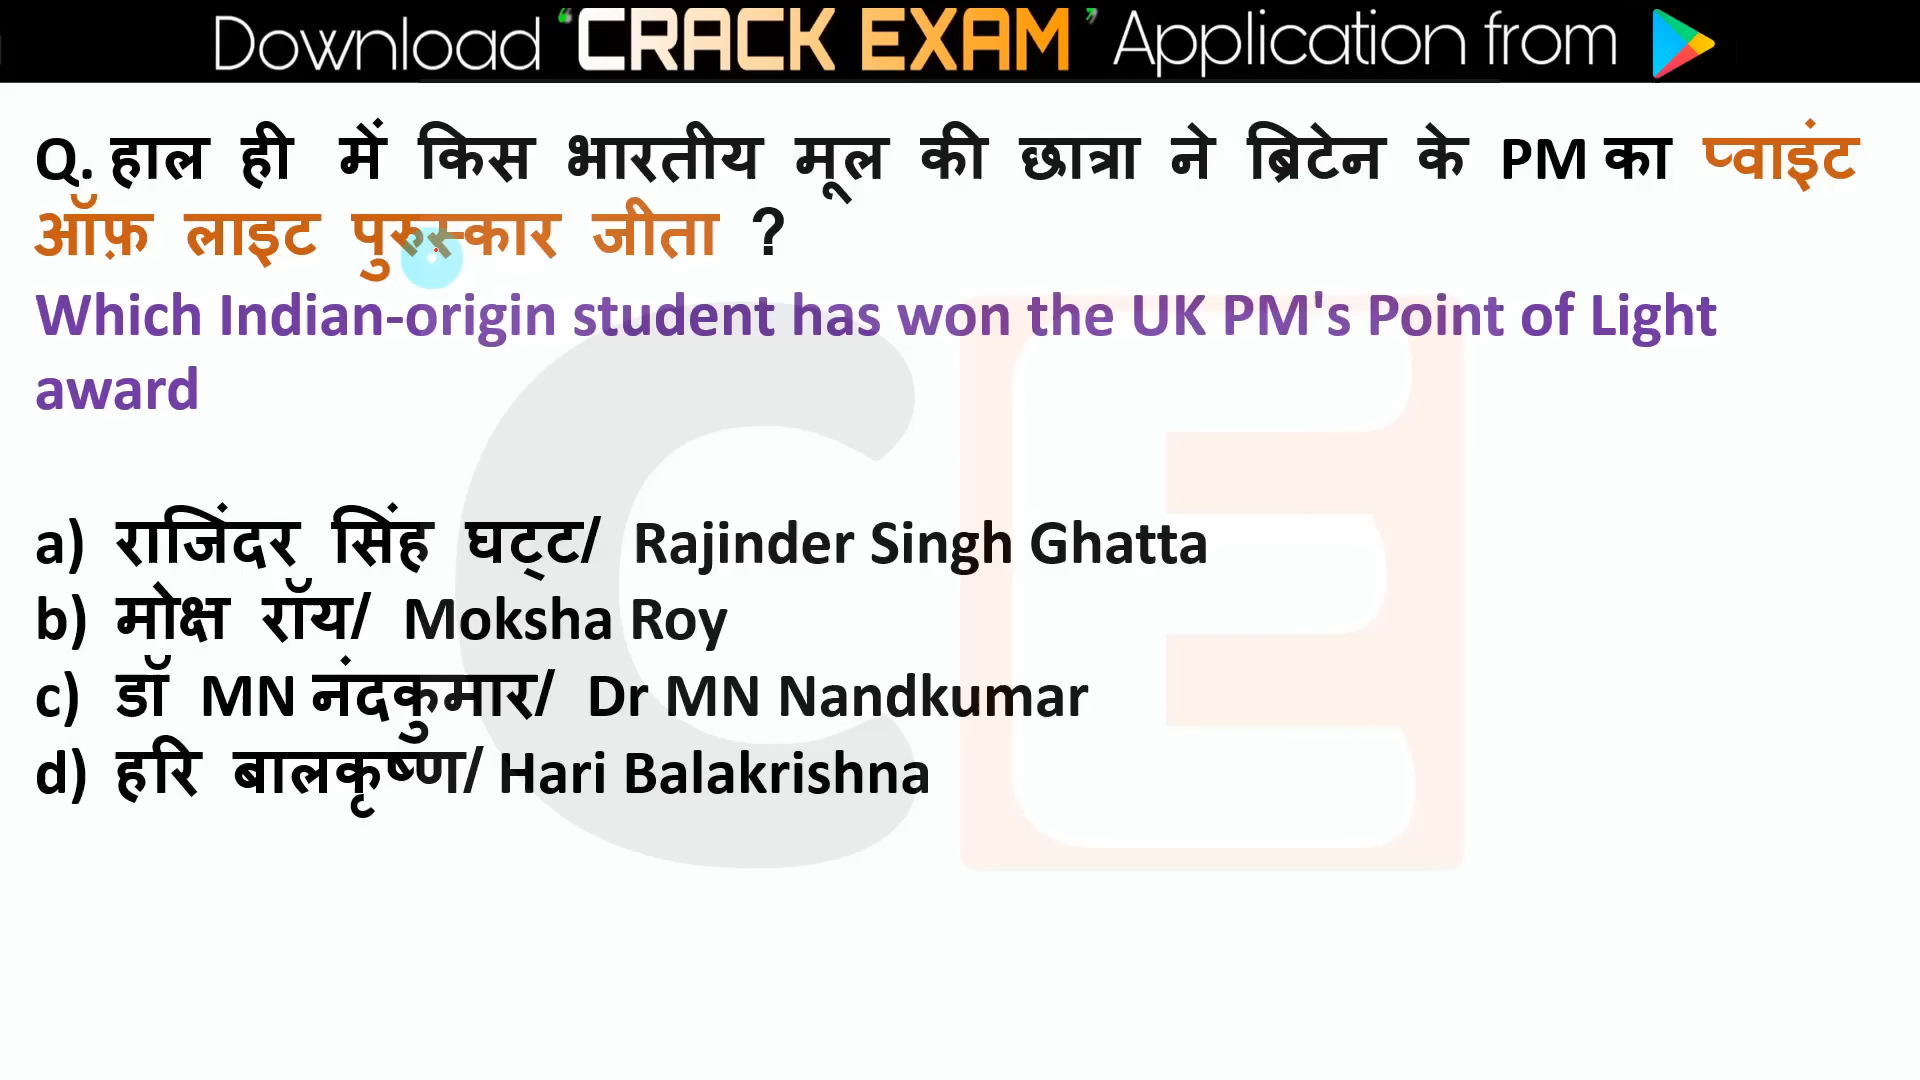 Download ‘CRACK EXAM’ Application from
Q. हाल ही में किस भारतीय मूल की छात्रा ने ब्रिटेन के PM का प्वाइंट
ऑफ़ लाइट पुरुस्कार जीता ?
Which Indian-origin student has won the UK PM's Point of Light
award
a) राजिंदर सिंह घट्ट/ Rajinder Singh Ghatta
b) मोक्ष रॉय/ Moksha Roy
c) डॉ MN नंदकुमार/ Dr MN Nandkumar
d) हरि बालकृष्ण/ Hari Balakrishna
CE